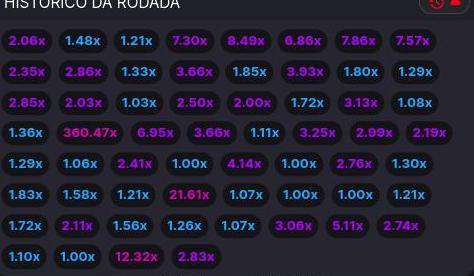 HISTÓRICO DA RODADA
2.06x 1.48x 1.21x 7.30x 8.49x 6.86x 7.86x 7.57x
2.35x 2.86x 1.33x 3.66x 1.85x 3.93x 1.80x 1.29x
2.85x 2.03x 1.03x 2.50x 2.00x 1.72x 3.13x 1.08x
1.36x 360.47x 6.95x 3.66x 1.11x 3.25x 2.99x 2.19x
1.29x 1.06x 2.41x 1.00x 4.14x 1.00x 2.76x 1.30x
1.83x 1.58x 1.21x 21.61x 1.07x 1.00x 1.00x 1.21x
1.72x 2.11x 1.56x 1.26x 1.07x 3.06x 5.11x 2.74x
1.10x 1.00x 12.32x 2.83x